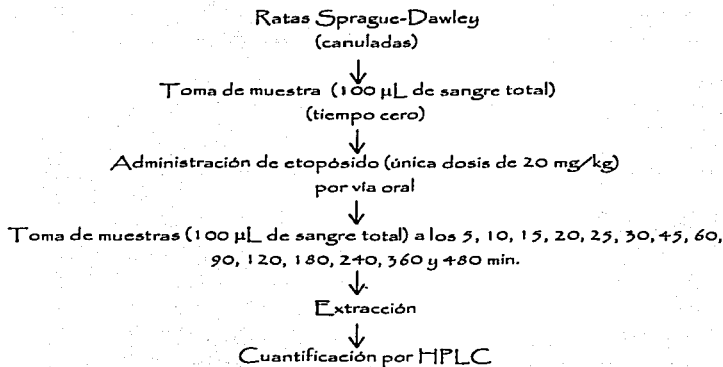 Ratas Sprague-Dawley
(canuladas)
Toma de muestra (100 µL de sangre total)
(tiempo cero)
Administración de etopósido (única dosis de 20 mg/kg)
por vía oral
Toma de muestras (100 µL de sangre total) a los 5, 10, 15, 20, 25, 30, 45, 60,
90, 120, 180, 240, 360 y 480 min.
Extracción
Cuantificación por HPLC